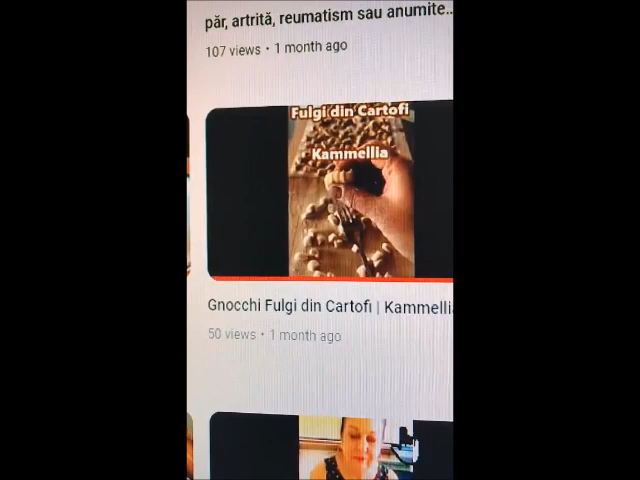 păr, artrită, reumatism sau anumite...
107 views • 1 month ago
Fulgi din Cartofi
Kammellia
Gnocchi Fulgi din Cartofi | Kammelli
50 views • 1 month ago